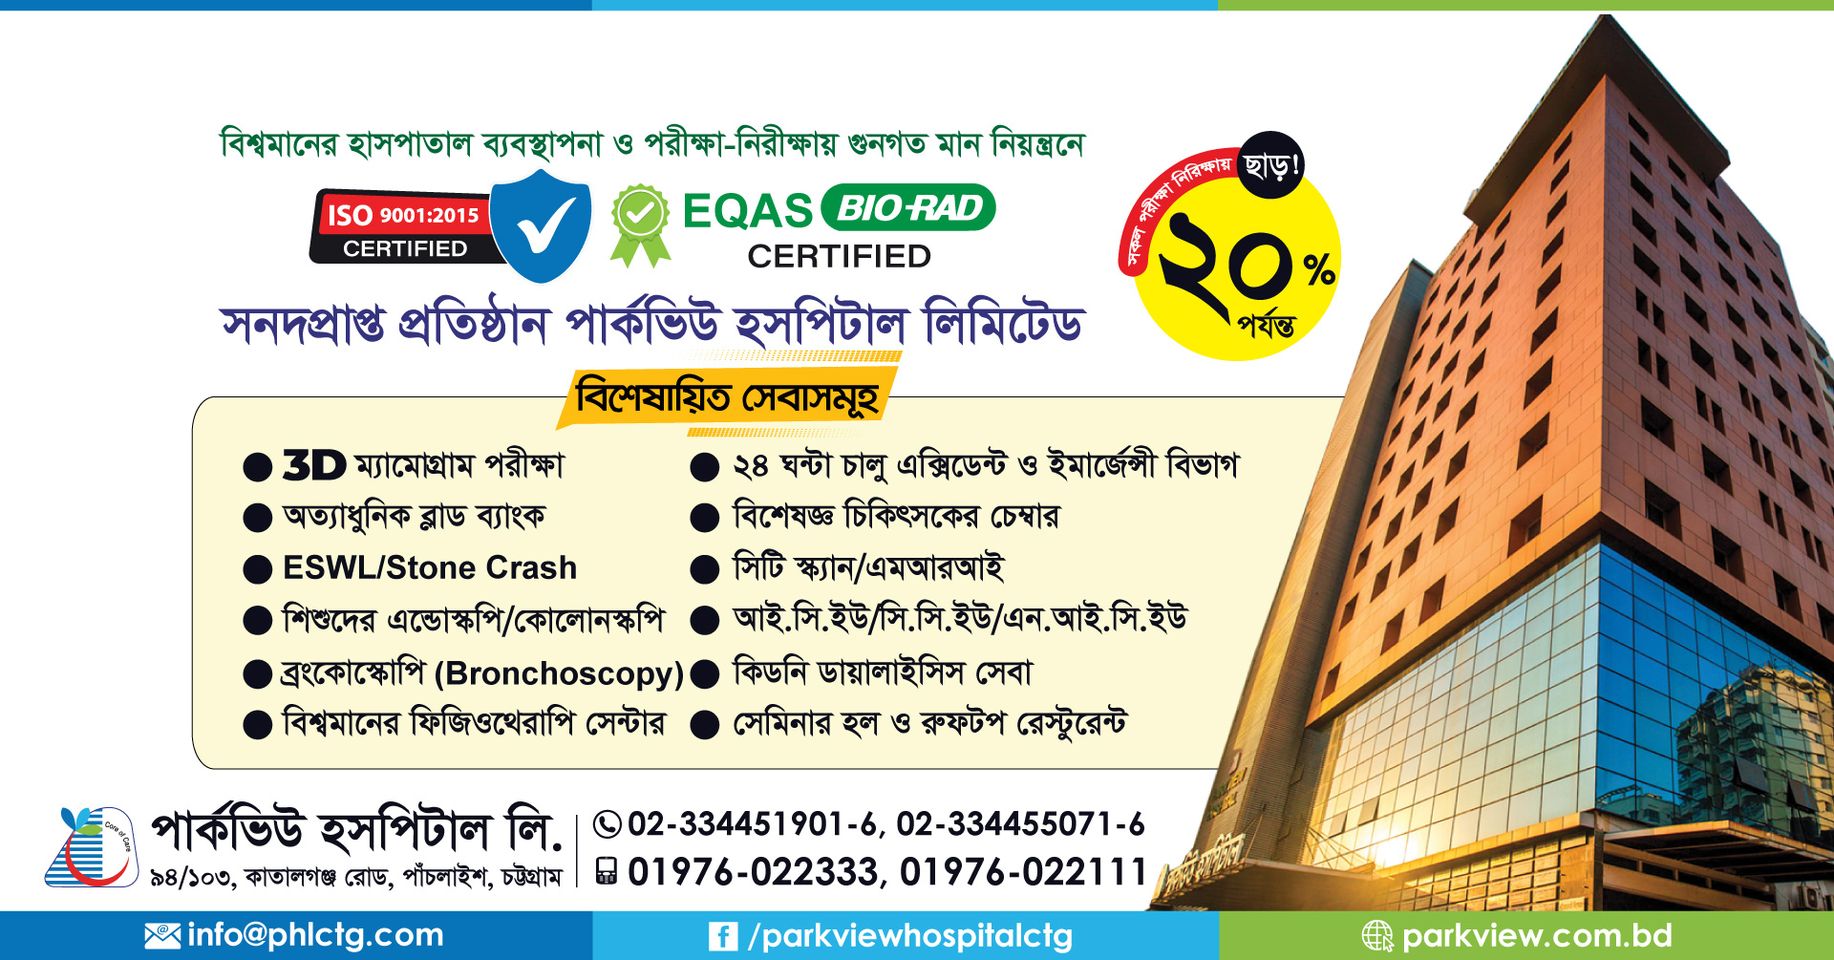 বিশ্বমানের হাসপাতাল ব্যবস্থাপনা ও পরীক্ষা-নিরীক্ষায় গুনগত মান নিয়ন্ত্রনে
ISO 9001:2015
CERTIFIED
EQAS BIO-RAD
CERTIFIED
সকল পরীক্ষা নিরিক্ষায় ছাড়!
২০%
পর্যন্ত
সনদপ্রাপ্ত প্রতিষ্ঠান পার্কভিউ হসপিটাল লিমিটেড
বিশেষায়িত সেবাসমূহ
● 3D ম্যামোগ্রাম পরীক্ষা
● অত্যাধুনিক ব্লাড ব্যাংক
● ESWL/Stone Crash
● শিশুদের এন্ডোস্কপি/কোলোনস্কপি
● ব্রংকোস্কোপি (Bronchoscopy)
● বিশ্বমানের ফিজিওথেরাপি সেন্টার
● ২৪ ঘন্টা চালু এক্সিডেন্ট ও ইমার্জেন্সী বিভাগ
● বিশেষজ্ঞ চিকিৎসকের চেম্বার
● সিটি স্ক্যান/এমআরআই
● আই.সি.ইউ/সি.সি.ইউ/এন.আই.সি.ইউ
● কিডনি ডায়ালাইসিস সেবা
● সেমিনার হল ও রুফটপ রেস্টুরেন্ট
Core of Care
পার্কভিউ হসপিটাল লি.
৯৪/১০৩, কাতালগঞ্জ রোড, পাঁচলাইশ, চট্টগ্রাম
02-334451901-6, 02-334455071-6
01976-022333, 01976-022111
info@phlctg.com
/parkviewhospitalctg
parkview.com.bd